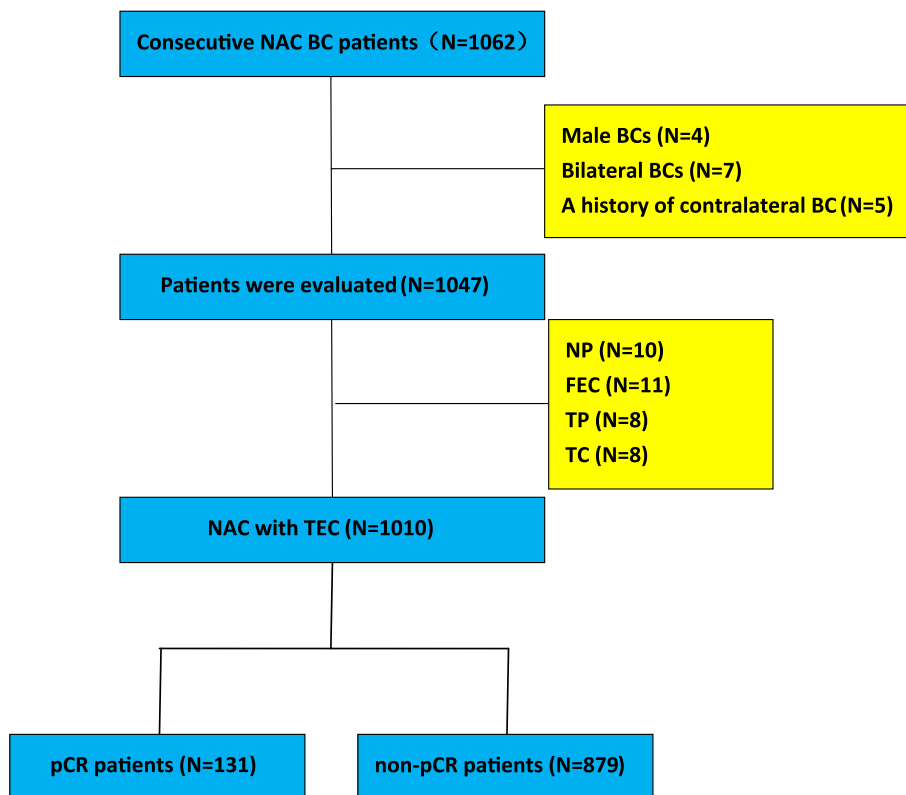 Consecutive NAC BC patients（N=1062）
Male BCs (N=4)
Bilateral BCs (N=7)
A history of contralateral BC (N=5)
Patients were evaluated (N=1047)
NP (N=10)
FEC (N=11)
TP (N=8)
TC (N=8)
NAC with TEC (N=1010)
pCR patients (N=131)
non-pCR patients (N=879)